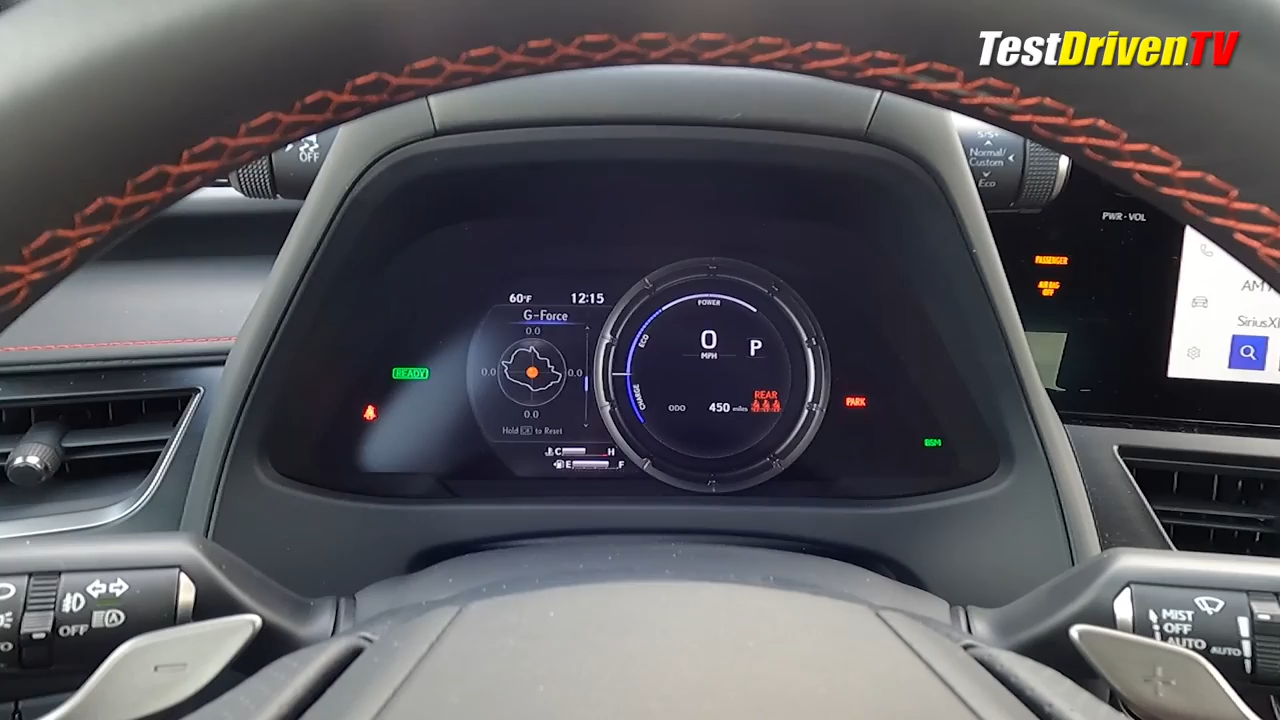 TestDrivenTV
OFF
S/S+
Normal/
Custom
Eco
PWR·VOL
PASSENGER
AIR BAG
OFF
AM
SiriusX
60°F 12:15
G-Force
0.0
0.0 0.0
0.0
Hold OK to Reset
C H
E F
POWER
ECO
CHARGE
0
MPH
P
REAR
ODO 450 miles
READY
PARK
BSM
OFF
MIST
OFF
AUTO AUTO